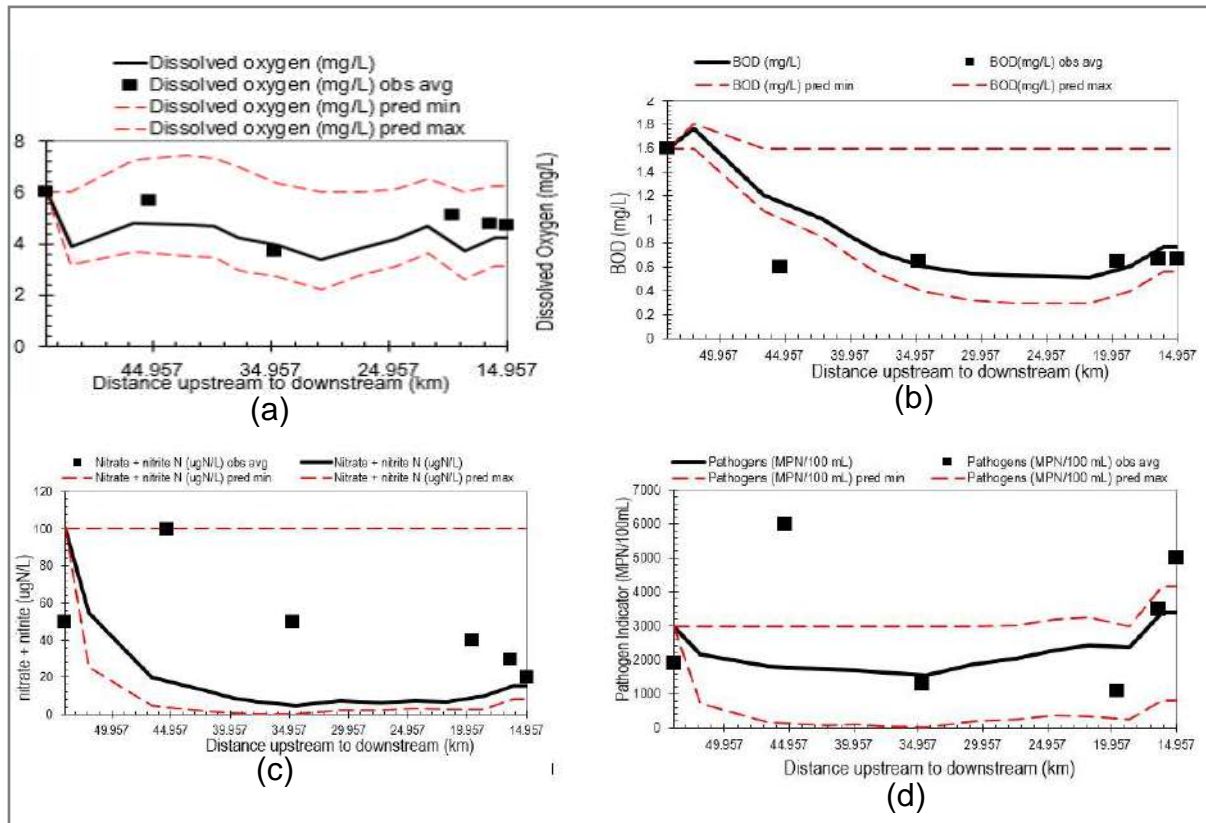 Dissolved oxygen (mg/L)
Dissolved oxygen (mg/L) obs avg
Dissolved oxygen (mg/L) pred min
Dissolved oxygen (mg/L) pred max
8
6
4
2
0
44.957 34.957 24.957 14.957
Distance upstream to downstream (km)
Dissolved Oxygen (mg/L)
(a)
BOD (mg/L) BOD(mg/L) obs avg
BOD (mg/L) pred min BOD(mg/L) pred max
2
1.8
1.6
1.4
1.2
1
0.8
0.6
0.4
0.2
0
BOD (mg/L)
49.957 44.957 39.957 34.957 29.957 24.957 19.957 14.957
Distance upstream to downstream (km)
(b)
Nitrate + nitrite N (ugN/L) obs avg Nitrate + nitrite N (ugN/L)
Nitrate + nitrite N (ugN/L) pred min Nitrate + nitrite N (ugN/L) pred max
120
100
80
60
40
20
0
nitrate + nitrite (ugN/L)
49.957 44.957 39.957 34.957 29.957 24.957 19.957 14.957
Distance upstream to downstream (km)
(c)
Pathogens (MPN/100 mL) Pathogens (MPN/100 mL) obs avg
Pathogens (MPN/100 mL) pred min Pathogens (MPN/100 mL) pred max
7000
6000
5000
4000
3000
2000
1000
0
Pathogen Indicator (MPN/100mL)
49.957 44.957 39.957 34.957 29.957 24.957 19.957 14.957
Distance upstream to downstream (km)
(d)